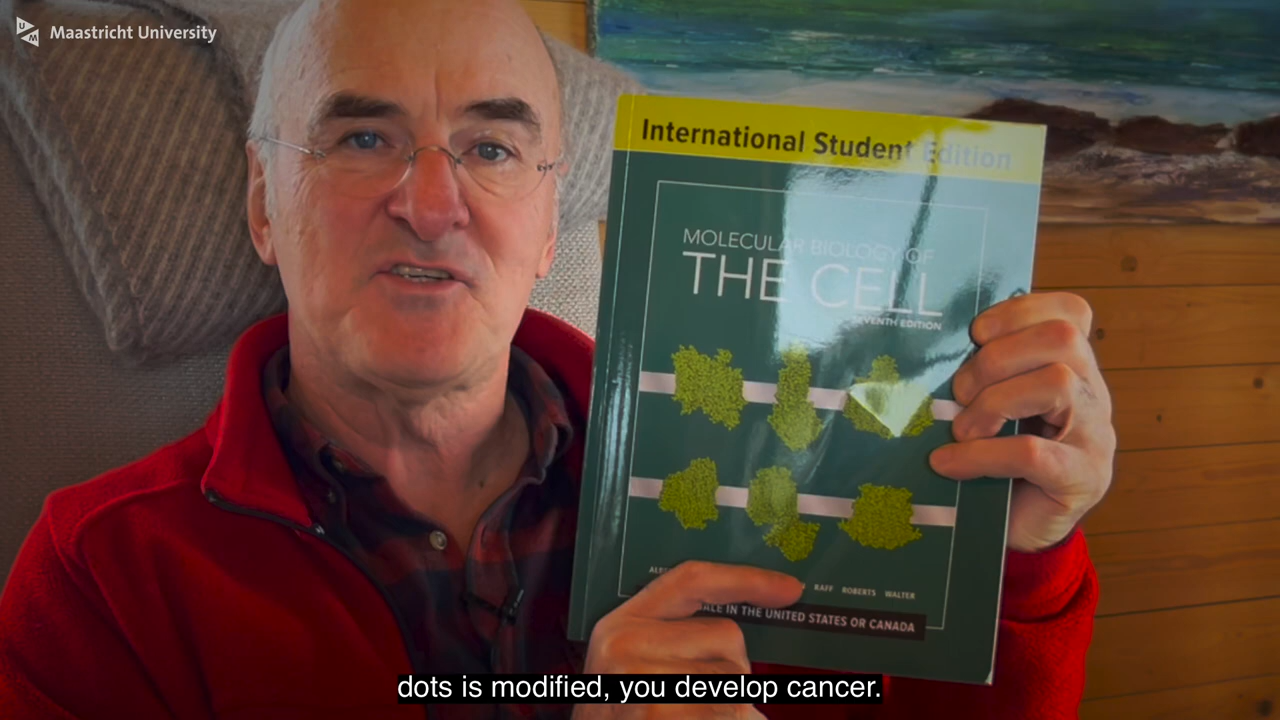 Maastricht University
International Student Edition
MOLECULAR BIOLOGY OF
THE CELL
SEVENTH EDITION
RAFF ROBERTS WALTER
IN THE UNITED STATES OR CANADA
dots is modified, you develop cancer.